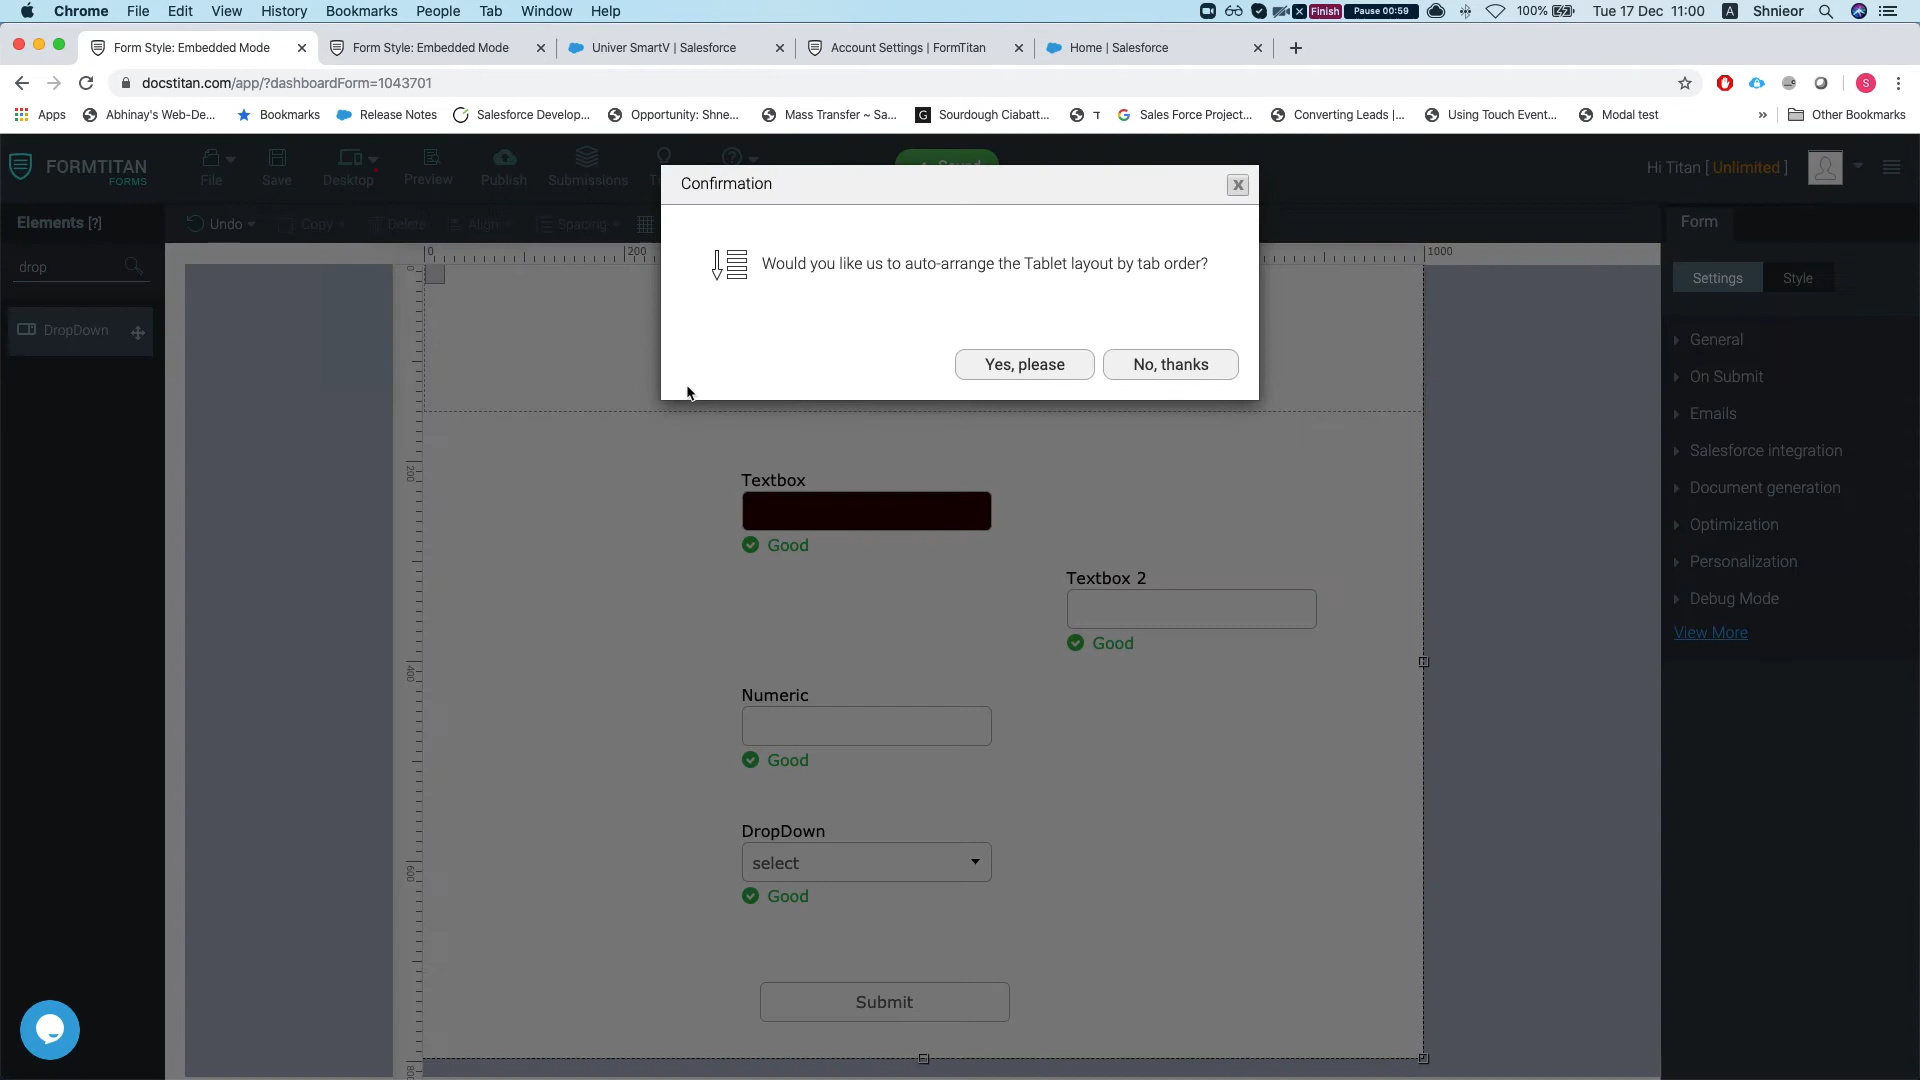 Chrome File Edit View History Bookmarks People Tab Window Help Finish Pause 00:59 100% Tue 17 Dec 11:00 A Shnieor
Form Style: Embedded Mode Form Style: Embedded Mode Univer SmartV | Salesforce Account Settings | FormTitan Home | Salesforce
docstitan.com/app/?dashboardForm=1043701 S
Apps Abhinay's Web-De... Bookmarks Release Notes Salesforce Develop... Opportunity: Shne... Mass Transfer ~ Sa... G Sourdough Ciabatt... T Sales Force Project... Converting Leads |... Using Touch Event... Modal test » Other Bookmarks
FORMTITAN
FORMS
File Save Desktop Preview Publish Submissions
Saved
Hi Titan [ Unlimited ]
Elements [?] Undo Copy Delete Align Spacing
Form
Confirmation
X
Would you like us to auto-arrange the Tablet layout by tab order?
Yes, please No, thanks
drop
DropDown
0 200 1000
0
200
400
600
Textbox
Good
Textbox 2
Good
Numeric
Good
DropDown
select
Good
Submit
Settings Style
General
On Submit
Emails
Salesforce integration
Document generation
Optimization
Personalization
Debug Mode
View More